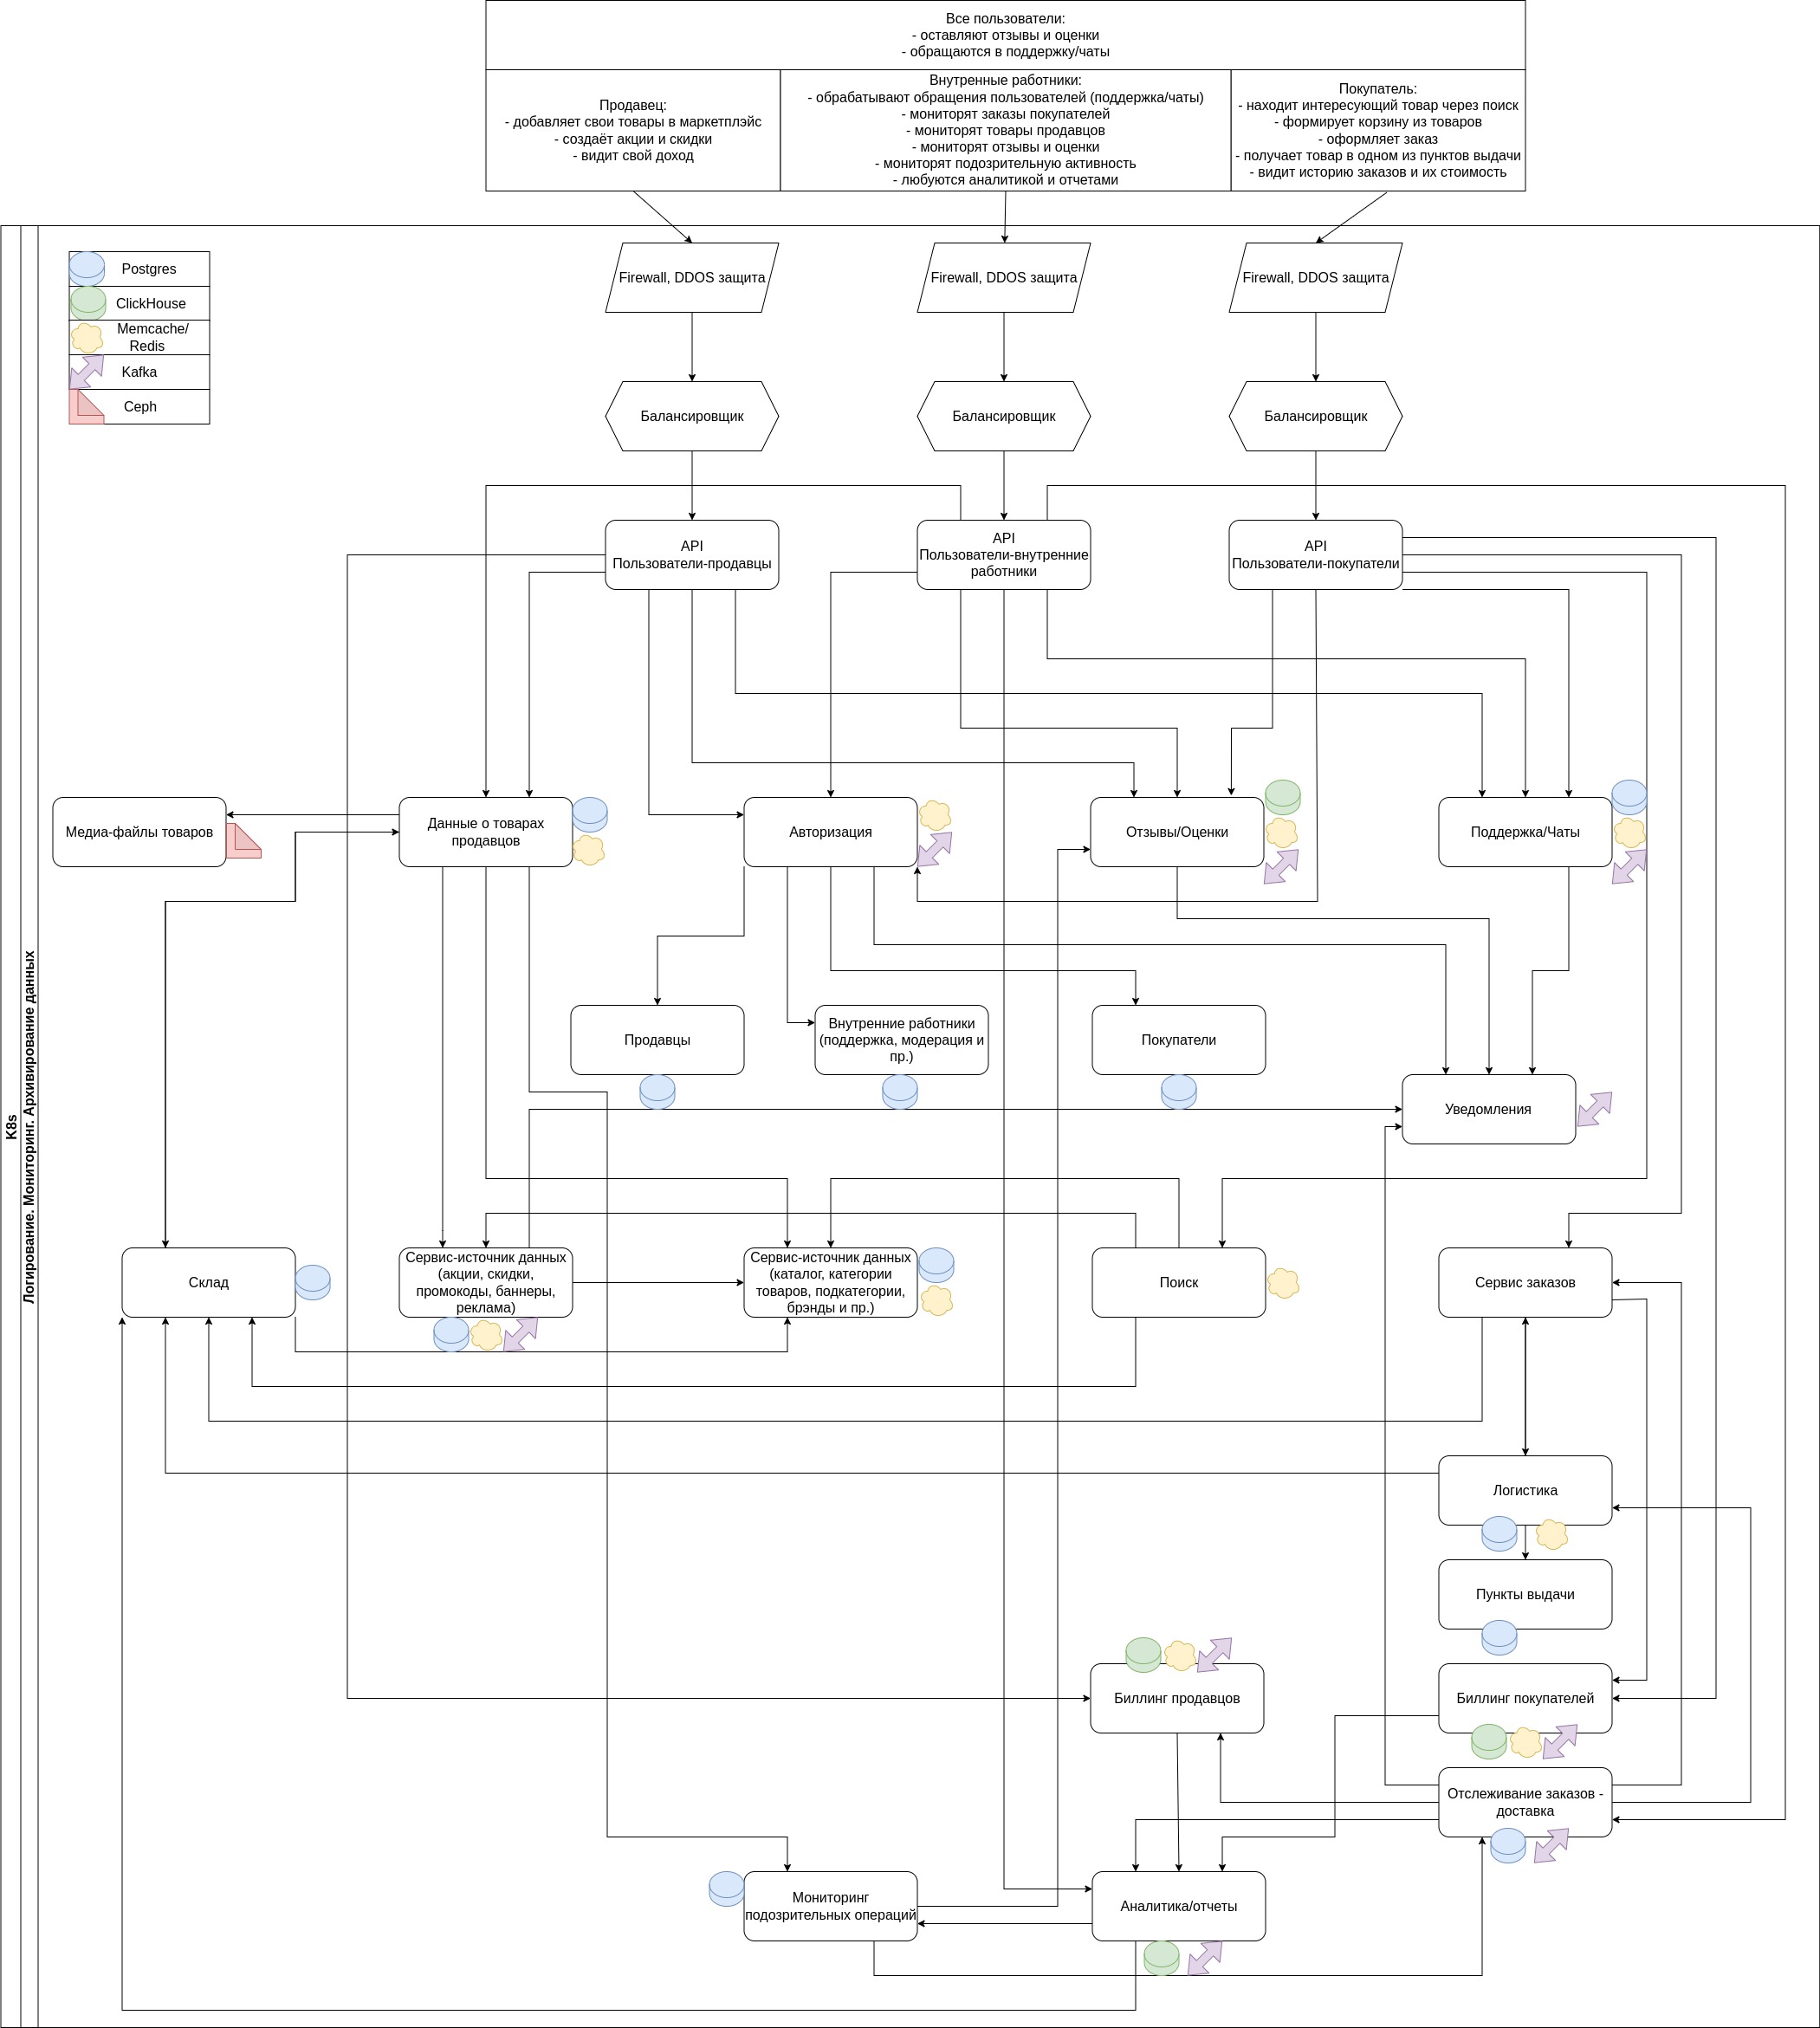 Все пользователи:
- оставляют отзывы и оценки
- обращаются в поддержку/чаты
Продавец:
- добавляет свои товары в маркетплэйс
- создаёт акции и скидки
- видит свой доход
Внутренние работники:
- обрабатывают обращения пользователей (поддержка/чаты)
- мониторят заказы покупателей
- мониторят товары продавцов
- мониторят отзывы и оценки
- мониторят подозрительную активность
- любуются аналитикой и отчетами
Покупатель:
- находит интересующий товар через поиск
- формирует корзину из товаров
- оформляет заказ
- получает товар в одном из пунктов выдачи
- видит историю заказов и их стоимость
K8s
Логирование. Мониторинг. Архивирование данных
Postgres
ClickHouse
Memcache/
Redis
Kafka
Ceph
Firewall, DDOS защита
Firewall, DDOS защита
Firewall, DDOS защита
Балансировщик
Балансировщик
Балансировщик
API
Пользователи-продавцы
API
Пользователи-внутренние
работники
API
Пользователи-покупатели
Медиа-файлы товаров
Данные о товарах
продавцов
Авторизация
Отзывы/Оценки
Поддержка/Чаты
Продавцы
Внутренние работники
(поддержка, модерация и
пр.)
Покупатели
Уведомления
Склад
Сервис-источник данных
(акции, скидки,
промокоды, баннеры,
реклама)
Сервис-источник данных
(каталог, категории
товаров, подкатегории,
брэнды и пр.)
Поиск
Сервис заказов
Логистика
Пункты выдачи
Биллинг продавцов
Биллинг покупателей
Отслеживание заказов -
доставка
Мониторинг
подозрительных операций
Аналитика/отчеты